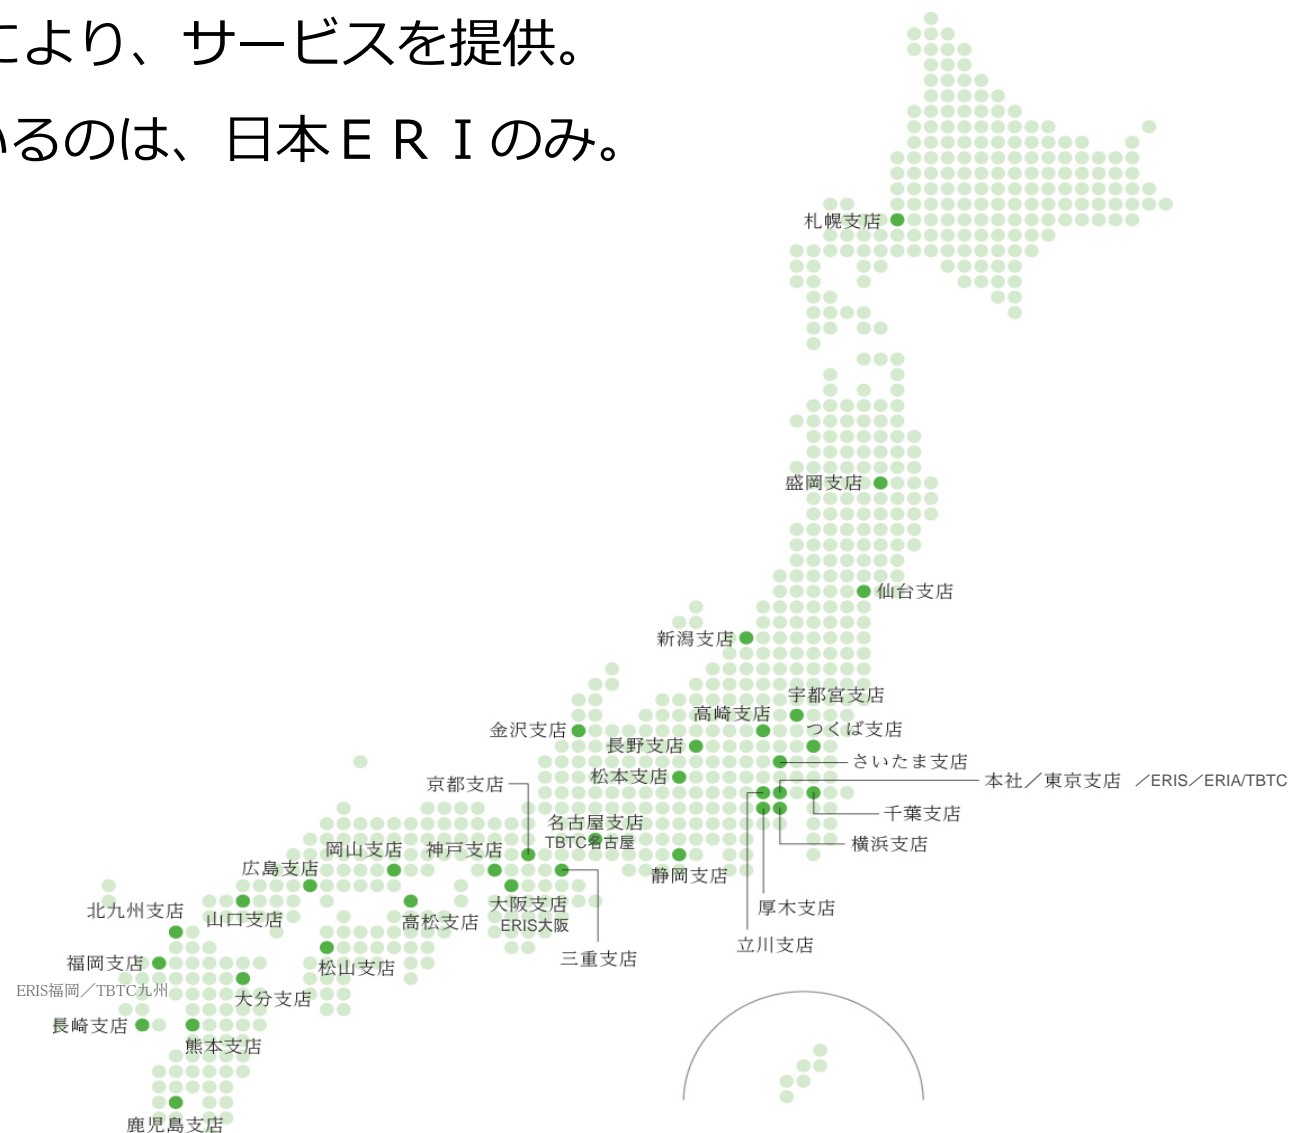 により、サービスを提供。
いるのは、日本ＥＲＩのみ。
札幌支店
盛岡支店
仙台支店
新潟支店
宇都宮支店
高崎支店
つくば支店
金沢支店
長野支店
さいたま支店
松本支店
本社／東京支店 ／ERIS／ERIA/TBTC
京都支店
千葉支店
名古屋支店
TBTC名古屋
横浜支店
岡山支店
神戸支店
広島支店
静岡支店
大阪支店
ERIS大阪
厚木支店
北九州支店
山口支店
高松支店
立川支店
三重支店
福岡支店
松山支店
ERIS福岡／TBTC九州
大分支店
長崎支店
熊本支店
鹿児島支店